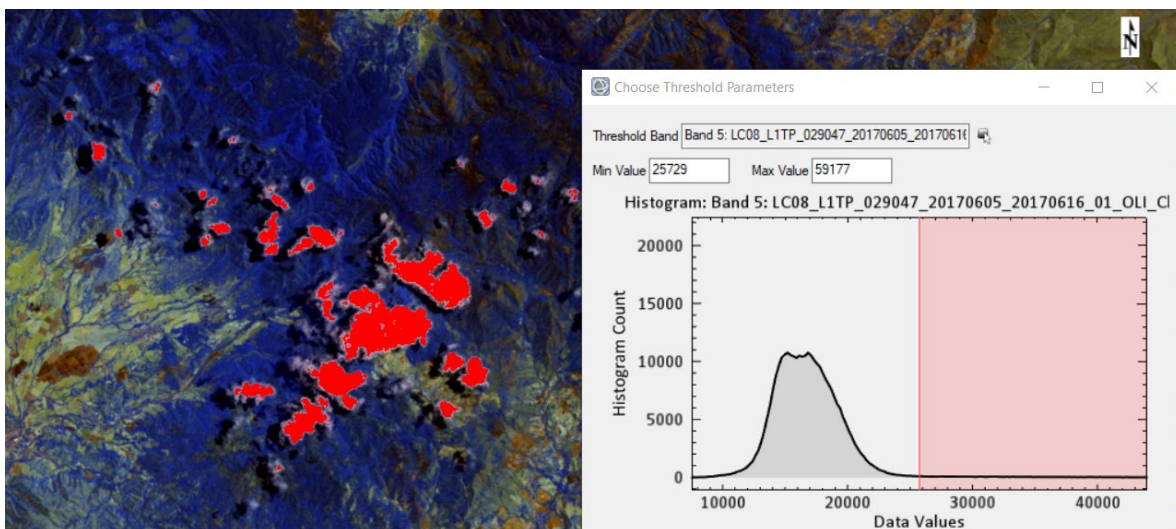 N
Choose Threshold Parameters
Threshold Band Band 5: LC08_L1TP_029047_20170605_20170616
Min Value 25729 Max Value 59177
Histogram: Band 5: LC08_L1TP_029047_20170605_20170616_01_OLI_Cl
20000
15000
10000
5000
0
Histogram Count
10000 20000 30000 40000
Data Values